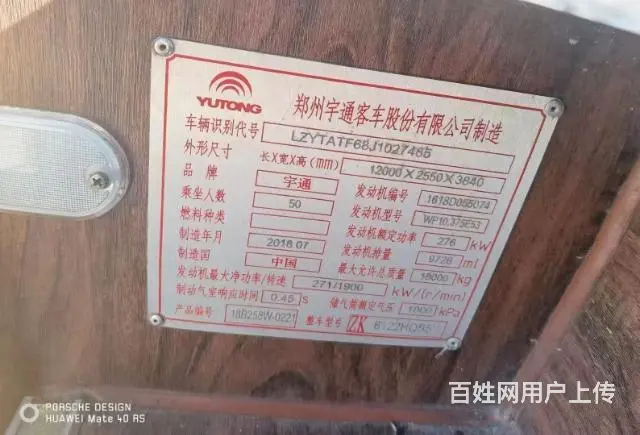 YUTONG
郑州宇通客车股份有限公司制造
车辆识别代号 LZYTATF68J1027465
外形尺寸 长X宽X高(mm) 12000×2550×3840
品牌 宇通 发动机编号 1618D055074
乘坐人数 50 发动机型号 WP10.375E53
燃料种类 发动机额定功率 276 kW
制造年月 2018.07 发动机排量 9726 ml
制造国 中国 最大允许总质量 18000 kg
发动机最大净功率/转速 271/1900 kW/(r/min)
制动气室响应时间 0.45 S 储气筒额定气压 1000 kPa
产品编号 18B258W-0221 整车型号 ZK 6122HQB5
PORSCHE DESIGN
HUAWEI Mate 40 RS
百姓网用户上传